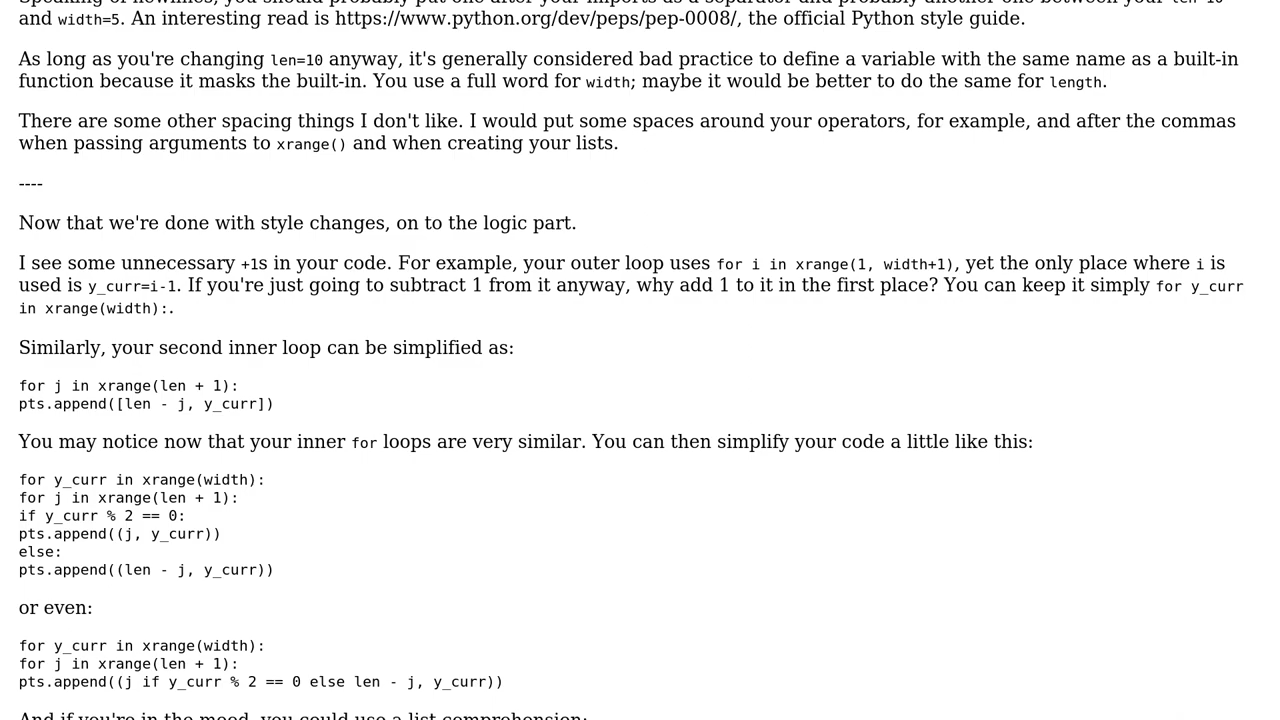 and width=5. An interesting read is https://www.python.org/dev/peps/pep-0008/, the official Python style guide.
As long as you're changing len=10 anyway, it's generally considered bad practice to define a variable with the same name as a built-in
function because it masks the built-in. You use a full word for width; maybe it would be better to do the same for length.
There are some other spacing things I don't like. I would put some spaces around your operators, for example, and after the commas
when passing arguments to xrange() and when creating your lists.
----
Now that we're done with style changes, on to the logic part.
I see some unnecessary +1s in your code. For example, your outer loop uses for i in xrange(1, width+1), yet the only place where i is
used is y_curr=i-1. If you're just going to subtract 1 from it anyway, why add 1 to it in the first place? You can keep it simply for y_curr
in xrange(width):.
Similarly, your second inner loop can be simplified as:
for j in xrange(len + 1):
pts.append([len - j, y_curr])
You may notice now that your inner for loops are very similar. You can then simplify your code a little like this:
for y_curr in xrange(width):
for j in xrange(len + 1):
if y_curr % 2 == 0:
pts.append((j, y_curr))
else:
pts.append((len - j, y_curr))
or even:
for y_curr in xrange(width):
for j in xrange(len + 1):
pts.append((j if y_curr % 2 == 0 else len - j, y_curr))
And if you're in the mood, you could use a list comprehension: